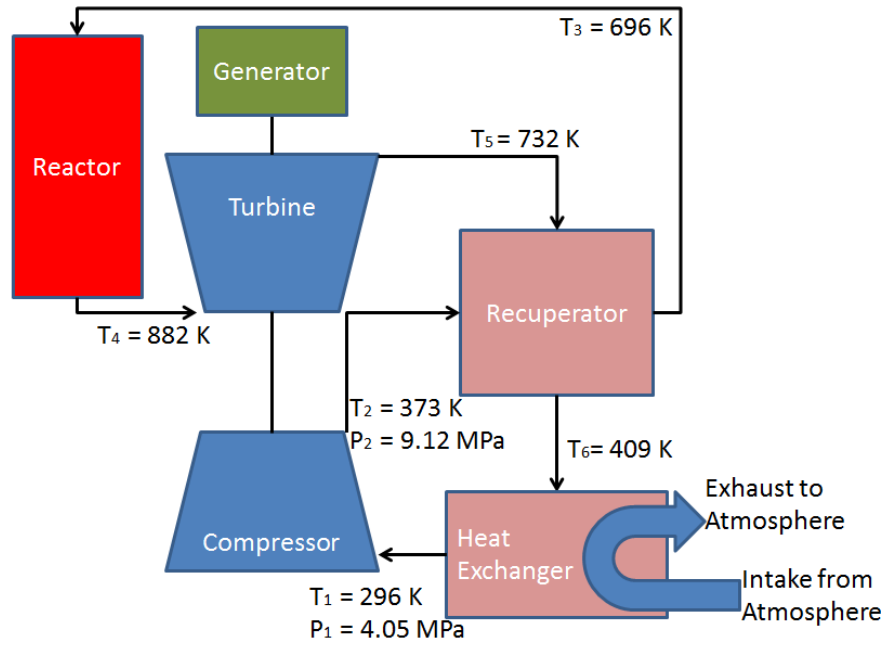 T₃ = 696 K
Generator
Reactor
T₅ = 732 K
Turbine
Recuperator
T₄ = 882 K
T₂ = 373 K
P₂ = 9.12 MPa
T₆= 409 K
Exhaust to
Atmosphere
Compressor
Heat
Exchanger
Intake from
Atmosphere
T₁ = 296 K
P₁ = 4.05 MPa